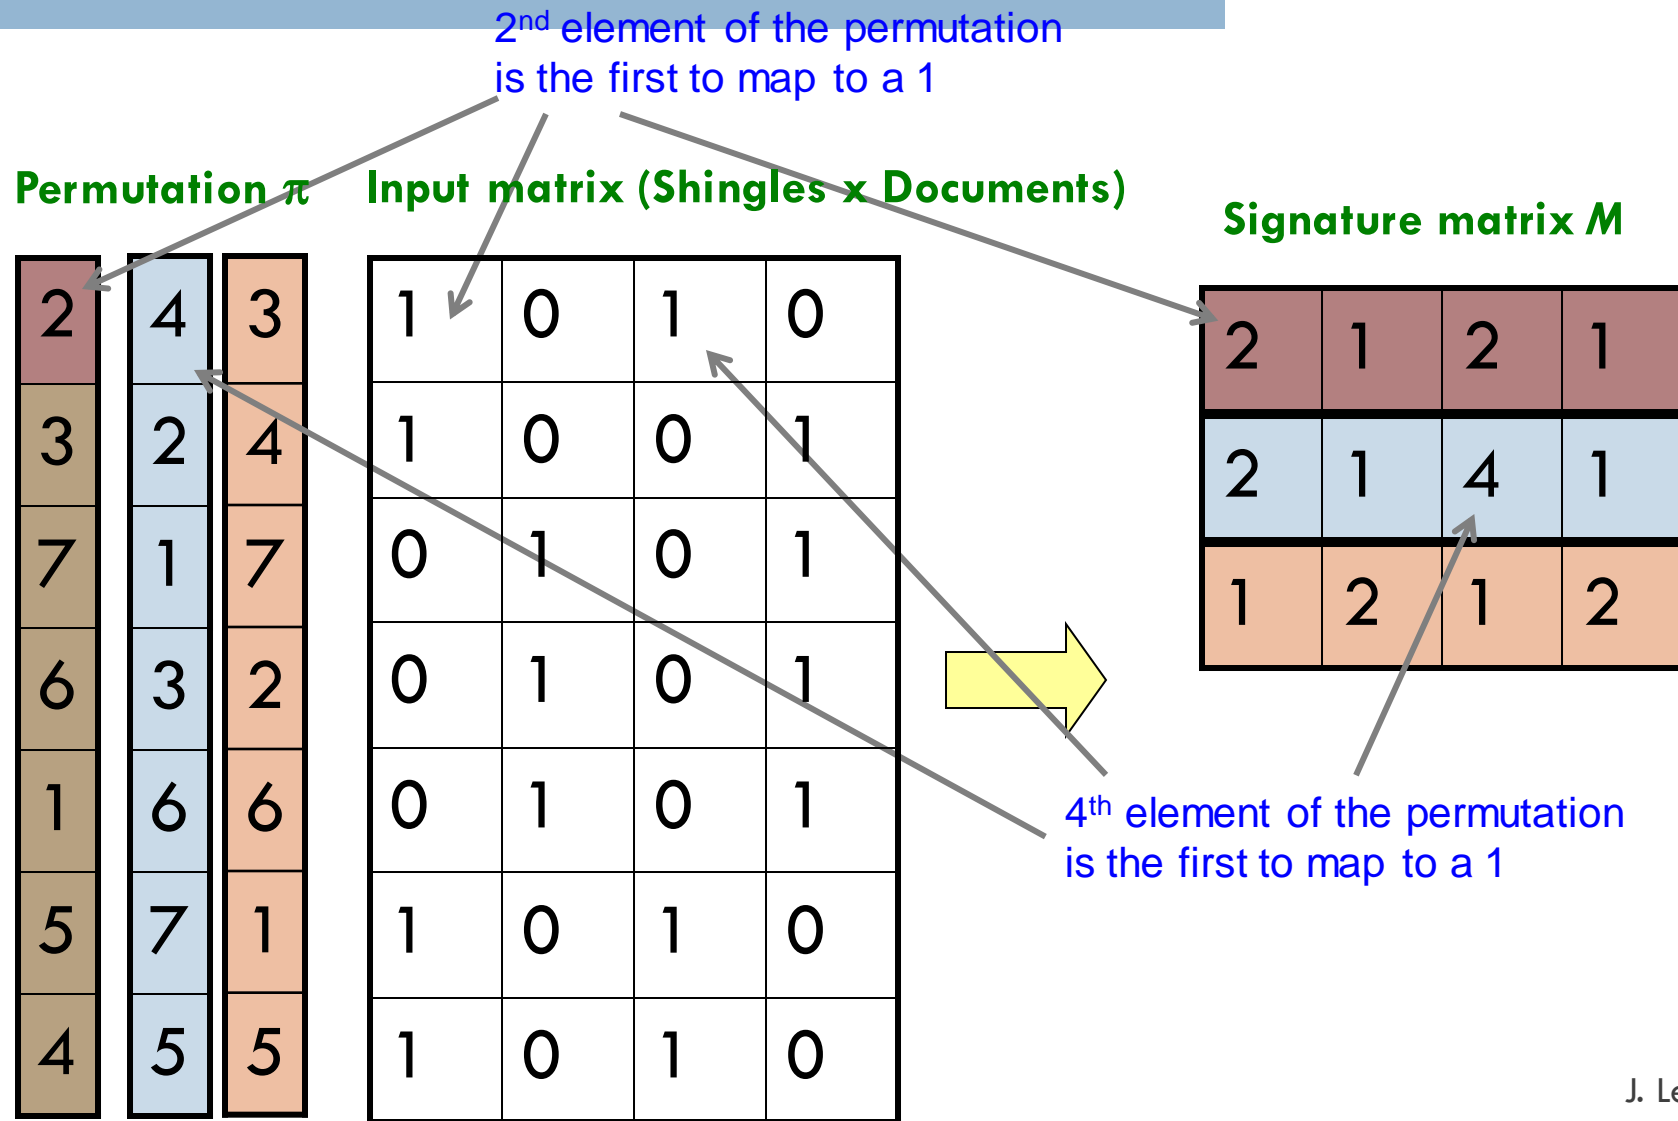 2nd element of the permutation
is the first to map to a 1
Permutation π
Input matrix (Shingles x Documents)
Signature matrix M
2 4 3 1 0 1 0
3 2 4 1 0 0 1
7 1 7 0 1 0 1
6 3 2 0 1 0 1
1 6 6 0 1 0 1
5 7 1 1 0 1 0
4 5 5 1 0 1 0
2 1 2 1
2 1 4 1
1 2 1 2
4th element of the permutation
is the first to map to a 1
J. Le